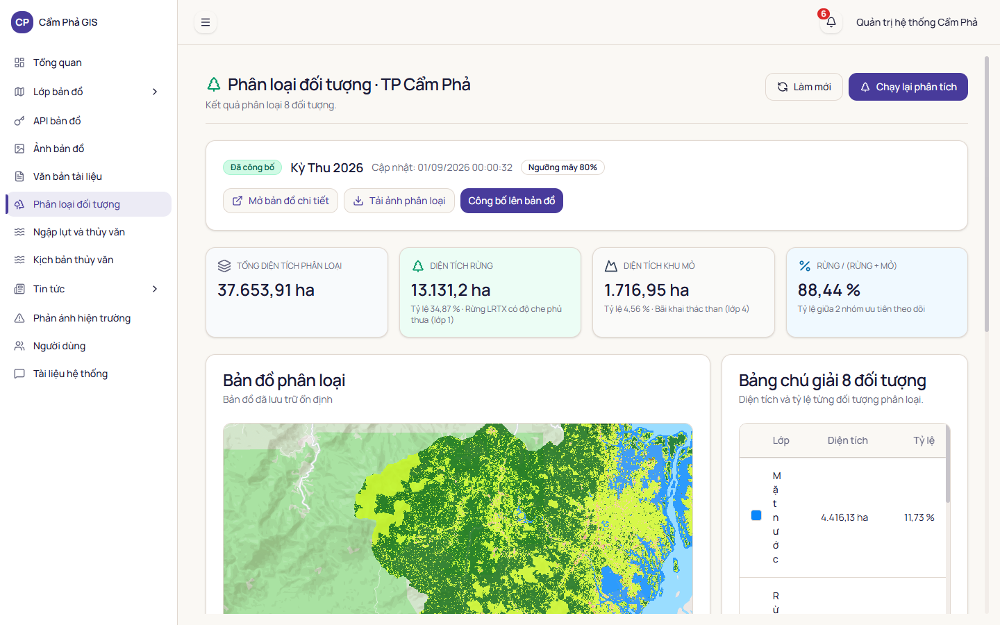 CP Cẩm Phả GIS
6
Quản trị hệ thống Cẩm Phả
Tổng quan
Lớp bản đồ
API bản đồ
Ảnh bản đồ
Văn bản tài liệu
Phân loại đối tượng
Ngập lụt và thủy văn
Kịch bản thủy văn
Tin tức
Phản ánh hiện trường
Người dùng
Tài liệu hệ thống
Phân loại đối tượng · TP Cẩm Phả
Kết quả phân loại 8 đối tượng.
Làm mới
Chạy lại phân tích
Đã công bố Kỳ Thu 2026 Cập nhật: 01/09/2026 00:00:32 Ngưỡng mây 80%
Mở bản đồ chi tiết Tải ảnh phân loại Công bố lên bản đồ
TỔNG DIỆN TÍCH PHÂN LOẠI
37.653,91 ha
DIỆN TÍCH RỪNG
13.131,2 ha
Tỷ lệ 34,87 % · Rừng LRTX có độ che phủ
thưa (lớp 1)
DIỆN TÍCH KHU MỎ
1.716,95 ha
Tỷ lệ 4,56 % · Bãi khai thác than (lớp 4)
RỪNG / (RỪNG + MỎ)
88,44 %
Tỷ lệ giữa 2 nhóm ưu tiên theo dõi
Bản đồ phân loại
Bản đồ đã lưu trữ ổn định
Bảng chú giải 8 đối tượng
Diện tích và tỷ lệ từng đối tượng phân loại.
Lớp Diện tích Tỷ lệ
M
ặ
t
n
ư
ớ
c
4.416,13 ha 11,73 %
R
ừ